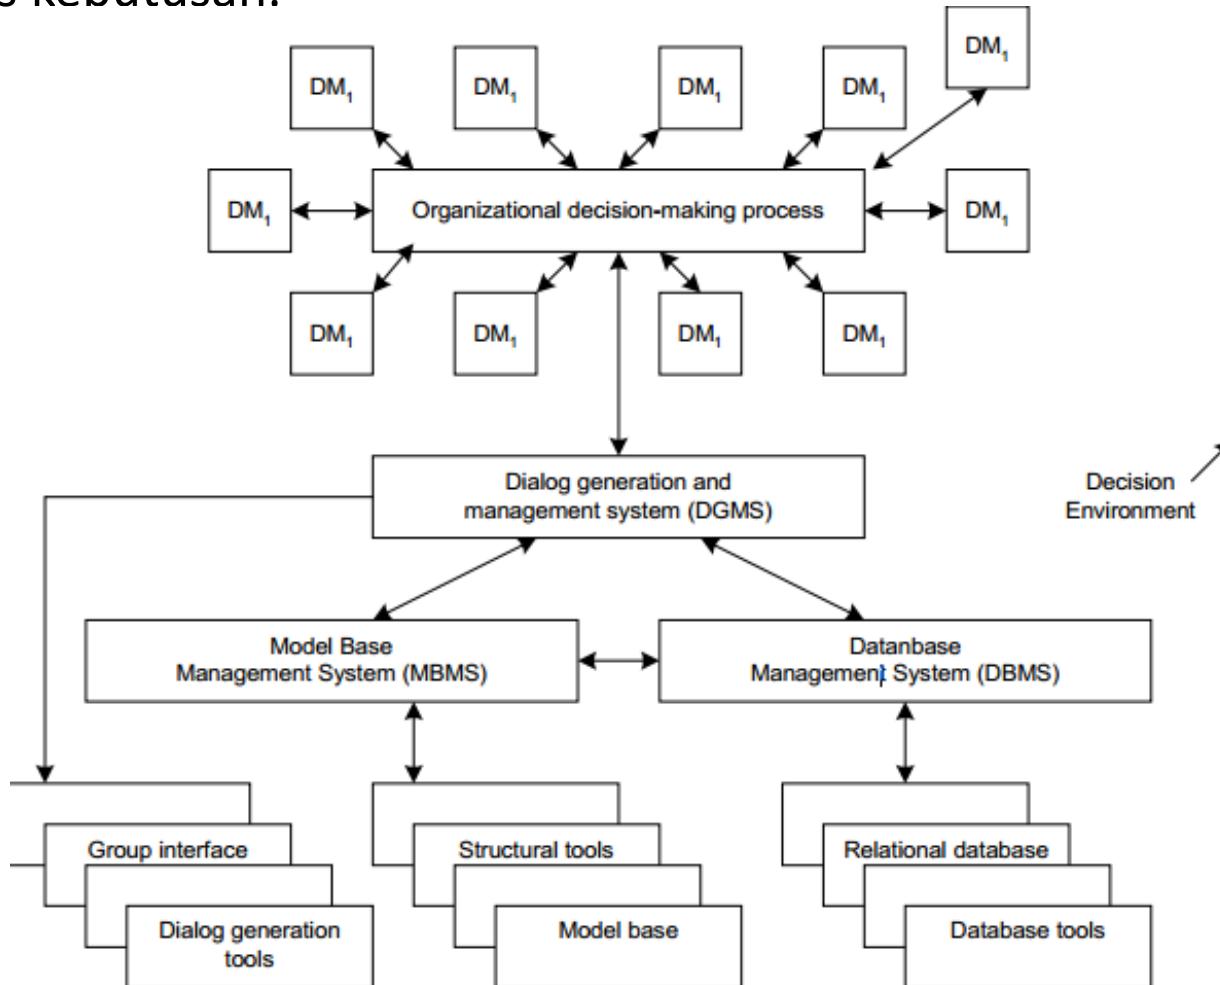 s kebutusan.
DM₁
DM₁ DM₁ DM₁ DM₁
DM₁ Organizational decision-making process DM₁
DM₁ DM₁ DM₁ DM₁
Dialog generation and
management system (DGMS)
Decision
Environment
Model Base
Management System (MBMS)
Datanbase
Management System (DBMS)
Group interface
Dialog generation
tools
Structural tools
Model base
Relational database
Database tools